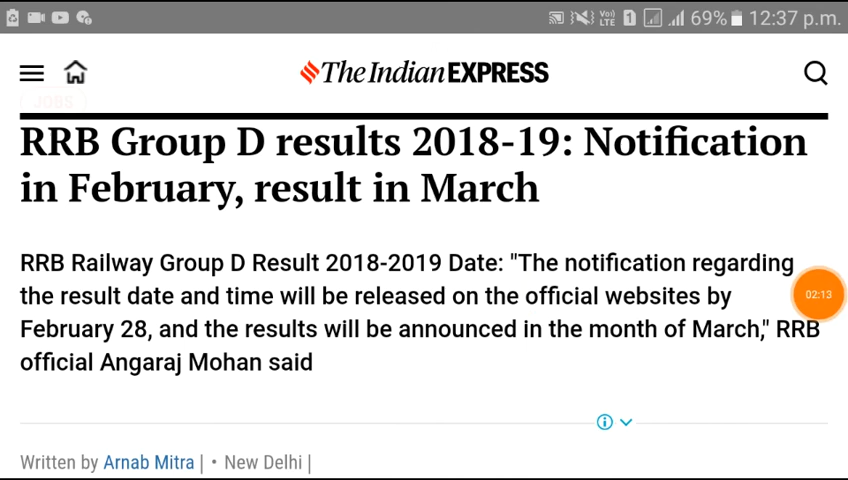 Vo)) LTE 1 69% 12:37 p.m.
The Indian EXPRESS
JOBS
RRB Group D results 2018-19: Notification
in February, result in March
RRB Railway Group D Result 2018-2019 Date: "The notification regarding
the result date and time will be released on the official websites by
February 28, and the results will be announced in the month of March," RRB
official Angaraj Mohan said
02:13
Written by Arnab Mitra | • New Delhi |